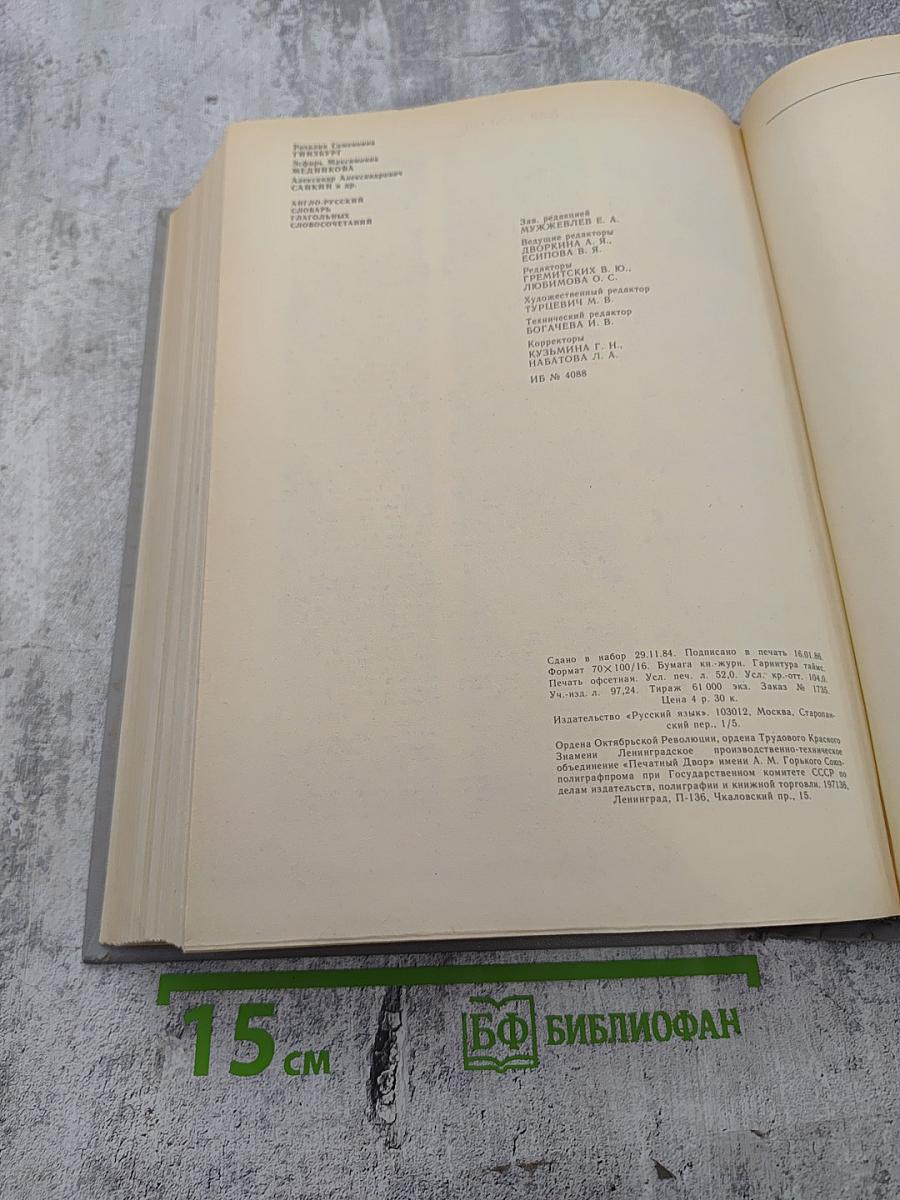 Розалия Семеновна
ГИНЗБУРГ
Эсфирь Максимовна
МЕДНИКОВА
Александр Александрович
САНКИН и др.
АНГЛО-РУССКИЙ
СЛОВАРЬ
ГЛАГОЛЬНЫХ
СЛОВОСОЧЕТАНИЙ
Зав. редакцией
МУЖЖЕВЛЕВ Е. А.
Ведущие редакторы
ДВОРКИНА А. Я.,
ЕСИПОВА В. Я.
Редакторы
ГРЕМИТСКИХ В. Ю.,
ЛЮБИМОВА О. С.
Художественный редактор
ТУРЦЕВИЧ М. В.
Технический редактор
БОГАЧЕВА И. В.
Корректоры
КУЗЬМИНА Г. Н.,
НАБАТОВА Л. А.
ИБ № 4088
Сдано в набор 29.11.84. Подписано в печать 16.01.86.
Формат 70×100/16. Бумага кн.-журн. Гарнитура таймс.
Печать офсетная. Усл. печ. л. 52,0. Усл. кр.-отт. 104,0.
Уч.-изд. л. 97,24. Тираж 61 000 экз. Заказ № 1735.
Цена 4 р. 30 к.
Издательство «Русский язык». 103012, Москва, Старопан-
ский пер., 1/5.
Ордена Октябрьской Революции, ордена Трудового Красного
Знамени Ленинградское производственно-техническое
объединение «Печатный Двор» имени А. М. Горького Союз-
полиграфпрома при Государственном комитете СССР по
делам издательств, полиграфии и книжной торговли. 197136,
Ленинград, П-136, Чкаловский пр., 15.
15 см
БФ БИБЛИОФАН